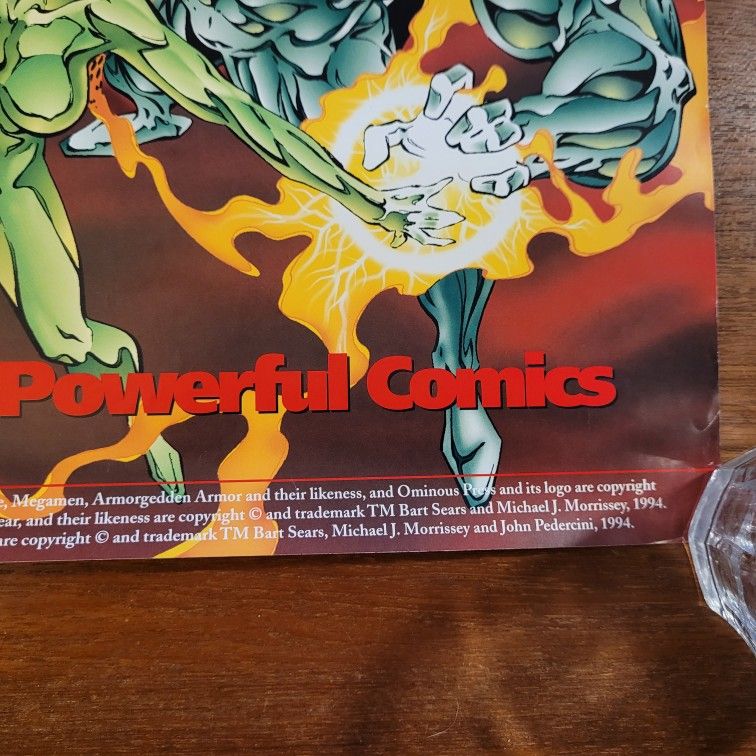 Powerful Comics
Megamen, Armorgedden Armor and their likeness, and Ominous Press and its logo are copyright
and their likeness are copyright © and trademark TM Bart Sears and Michael J. Morrissey, 1994.
are copyright © and trademark TM Bart Sears, Michael J. Morrissey and John Pedercini, 1994.